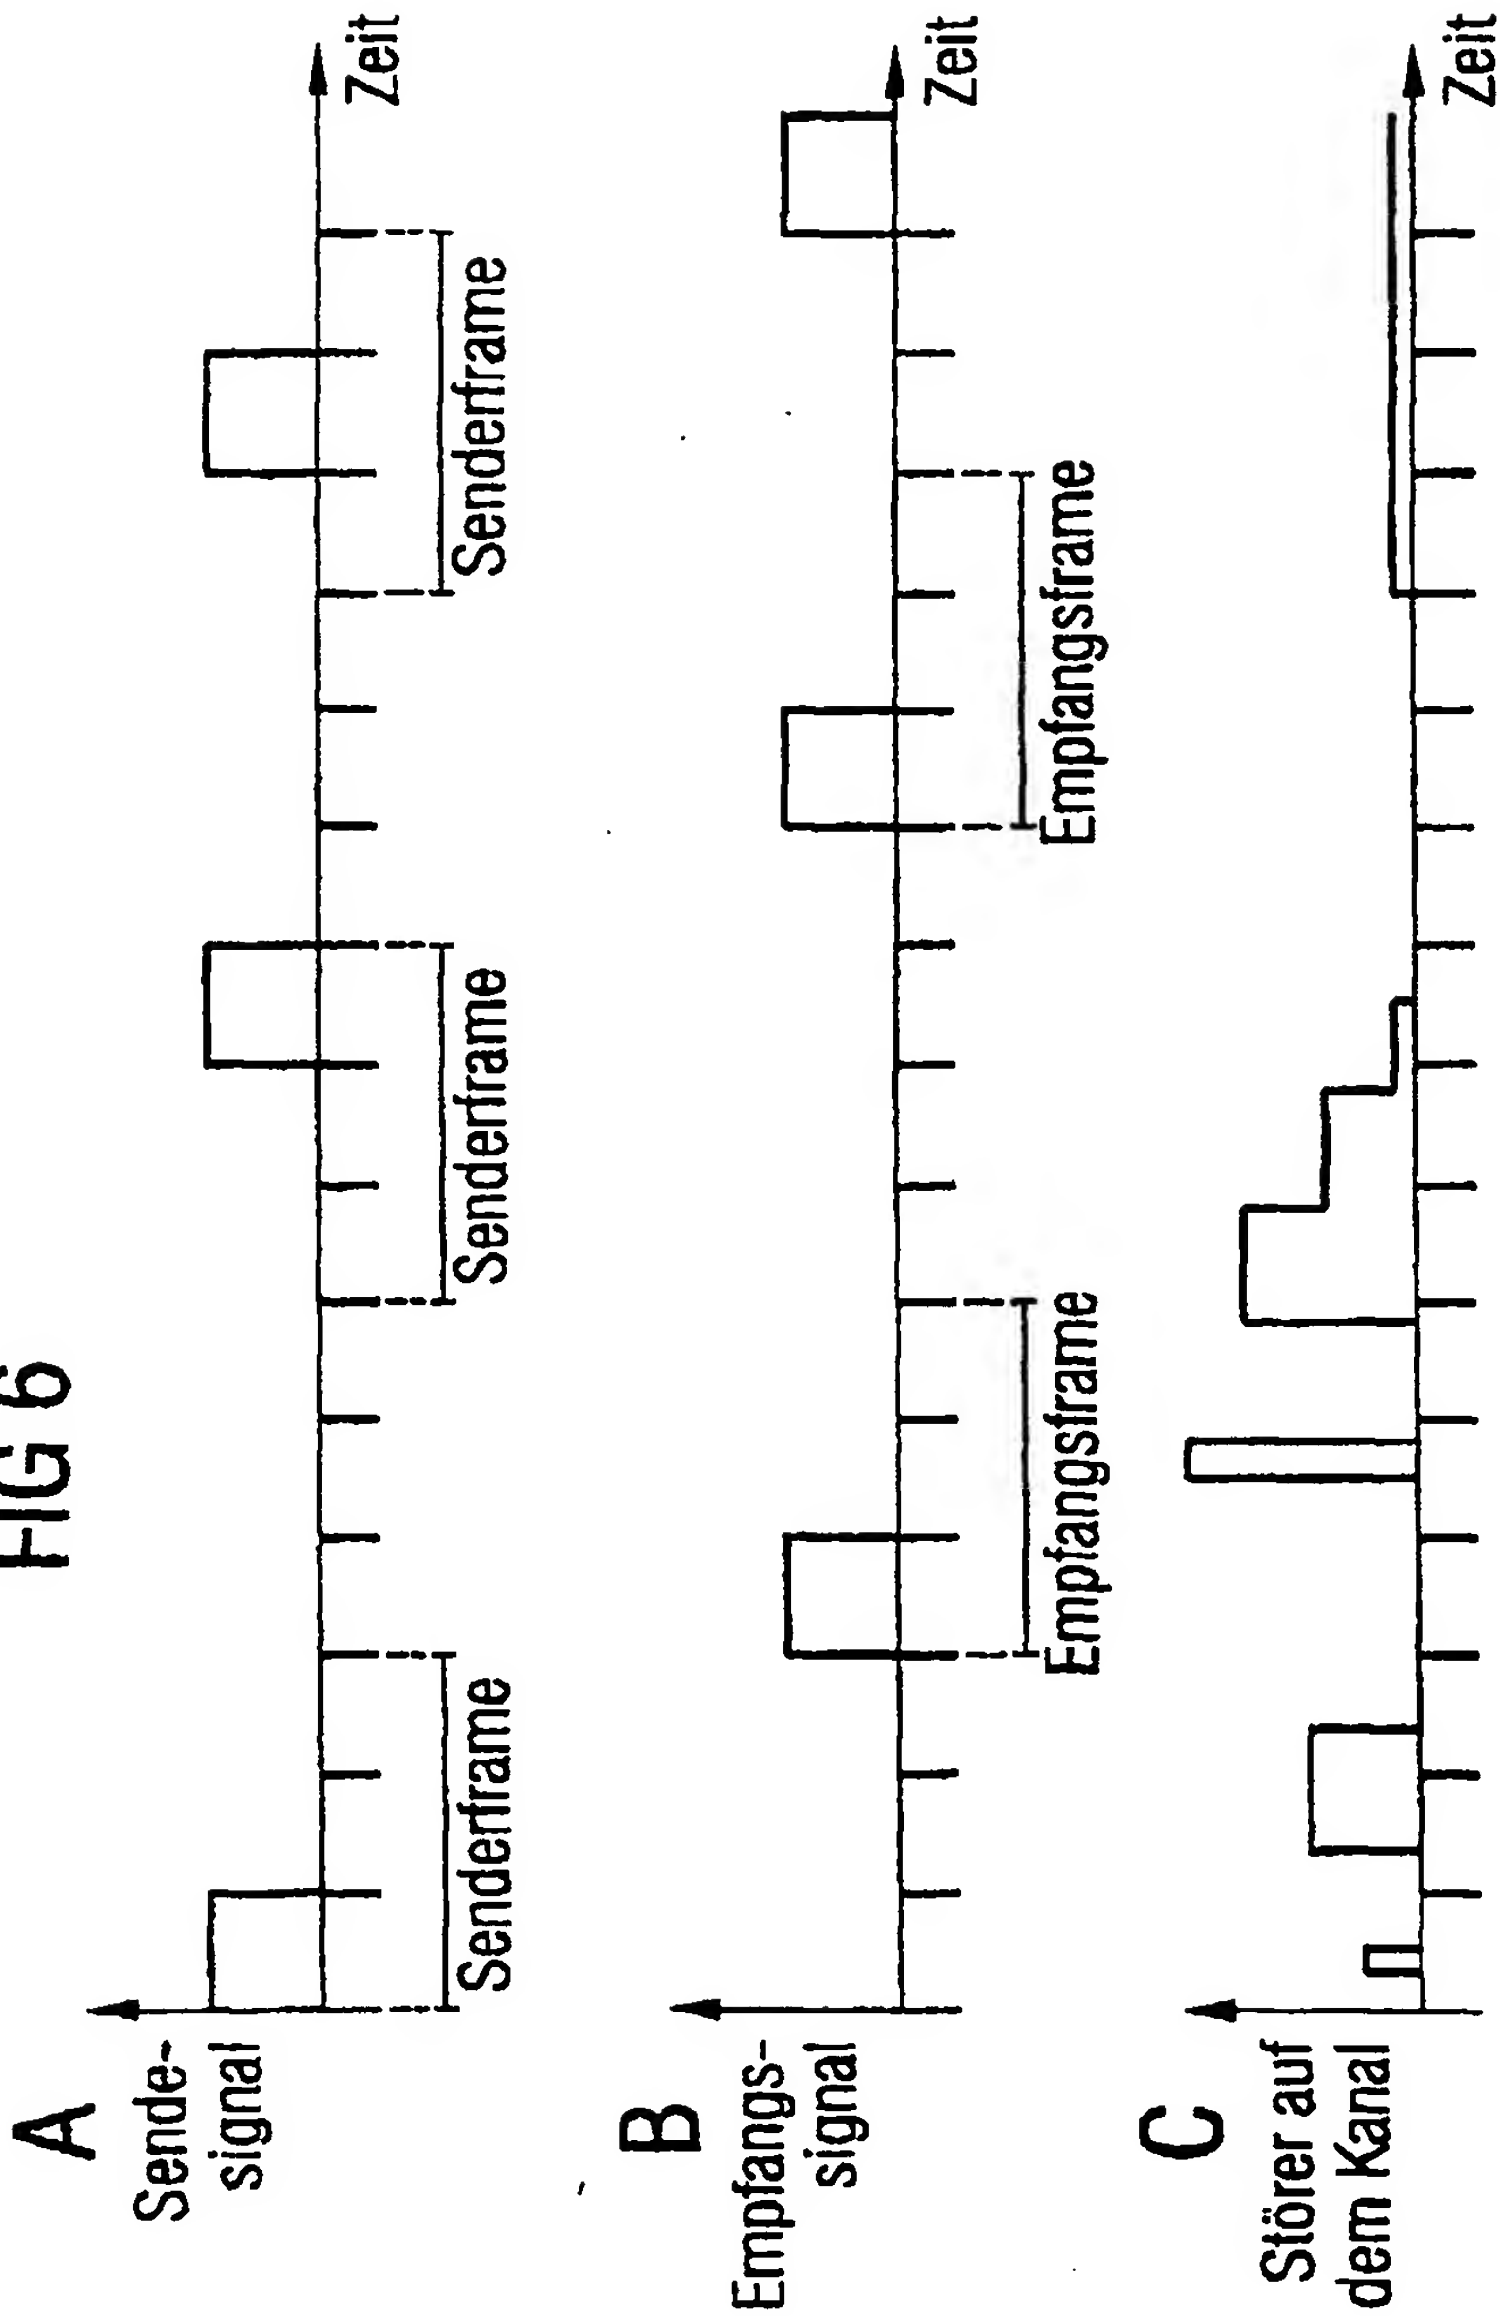 FIG 6
A
Sende-
signal
Zeit
Senderframe
Senderframe
Senderframe
B
Empfangs-
signal
Zeit
Empfangsframe
Empfangsframe
C
Störer auf
dem Kanal
Zeit